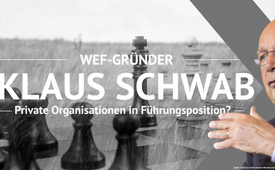 WEF-GRÜNDER
KLAUS SCHWAB
Private Organisationen in Führungsposition?